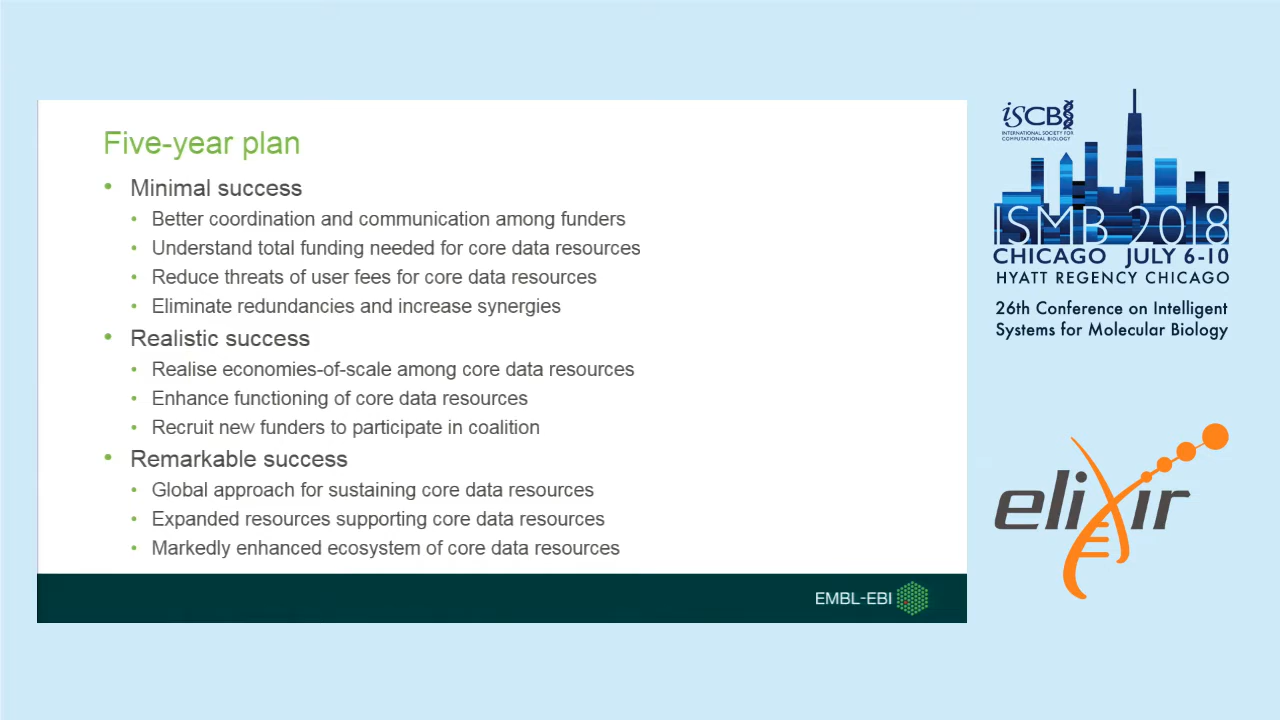 Five-year plan
• Minimal success
• Better coordination and communication among funders
• Understand total funding needed for core data resources
• Reduce threats of user fees for core data resources
• Eliminate redundancies and increase synergies
• Realistic success
• Realise economies-of-scale among core data resources
• Enhance functioning of core data resources
• Recruit new funders to participate in coalition
• Remarkable success
• Global approach for sustaining core data resources
• Expanded resources supporting core data resources
• Markedly enhanced ecosystem of core data resources
EMBL-EBI
iSCB
INTERNATIONAL SOCIETY FOR
COMPUTATIONAL BIOLOGY
ISMB 2018
CHICAGO JULY 6-10
HYATT REGENCY CHICAGO
26th Conference on Intelligent
Systems for Molecular Biology
elixir